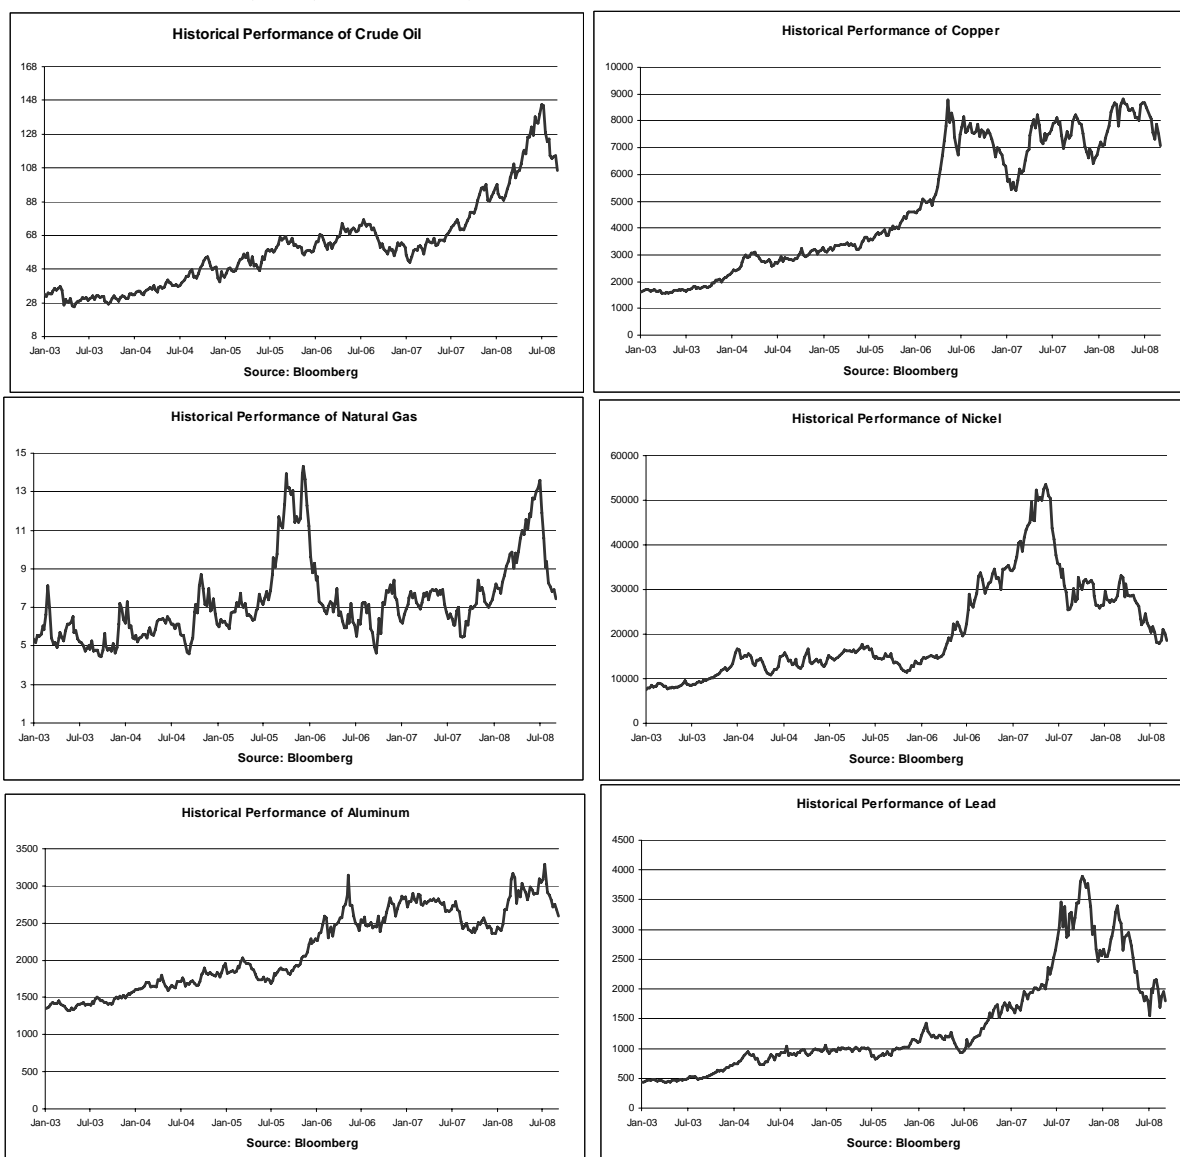 Historical Performance of Crude Oil
168
148
128
108
88
68
48
28
8
Jan-03 Jul-03 Jan-04 Jul-04 Jan-05 Jul-05 Jan-06 Jul-06 Jan-07 Jul-07 Jan-08 Jul-08
Source: Bloomberg
Historical Performance of Copper
10000
9000
8000
7000
6000
5000
4000
3000
2000
1000
0
Jan-03 Jul-03 Jan-04 Jul-04 Jan-05 Jul-05 Jan-06 Jul-06 Jan-07 Jul-07 Jan-08 Jul-08
Source: Bloomberg
Historical Performance of Natural Gas
15
13
11
9
7
5
3
1
Jan-03 Jul-03 Jan-04 Jul-04 Jan-05 Jul-05 Jan-06 Jul-06 Jan-07 Jul-07 Jan-08 Jul-08
Source: Bloomberg
Historical Performance of Nickel
60000
50000
40000
30000
20000
10000
0
Jan-03 Jul-03 Jan-04 Jul-04 Jan-05 Jul-05 Jan-06 Jul-06 Jan-07 Jul-07 Jan-08 Jul-08
Source: Bloomberg
Historical Performance of Aluminum
3500
3000
2500
2000
1500
1000
500
0
Jan-03 Jul-03 Jan-04 Jul-04 Jan-05 Jul-05 Jan-06 Jul-06 Jan-07 Jul-07 Jan-08 Jul-08
Source: Bloomberg
Historical Performance of Lead
4500
4000
3500
3000
2500
2000
1500
1000
500
0
Jan-03 Jul-03 Jan-04 Jul-04 Jan-05 Jul-05 Jan-06 Jul-06 Jan-07 Jul-07 Jan-08 Jul-08
Source: Bloomberg